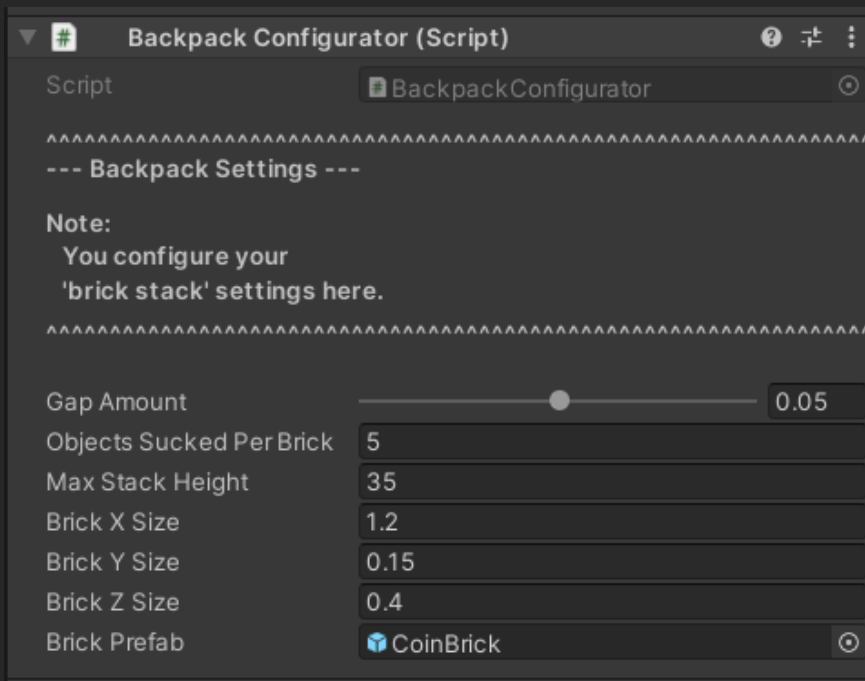 Backpack Configurator (Script)
Script BackpackConfigurator
^^^^^^^^^^^^^^^^^^^^^^^^^^^^^^^^^^^^^^^^^^^^^^^^^^^^^^^^^^^^^^^^
--- Backpack Settings ---
Note:
You configure your
'brick stack' settings here.
^^^^^^^^^^^^^^^^^^^^^^^^^^^^^^^^^^^^^^^^^^^^^^^^^^^^^^^^^^^^^^^^
Gap Amount 0.05
Objects Sucked Per Brick 5
Max Stack Height 35
Brick X Size 1.2
Brick Y Size 0.15
Brick Z Size 0.4
Brick Prefab CoinBrick